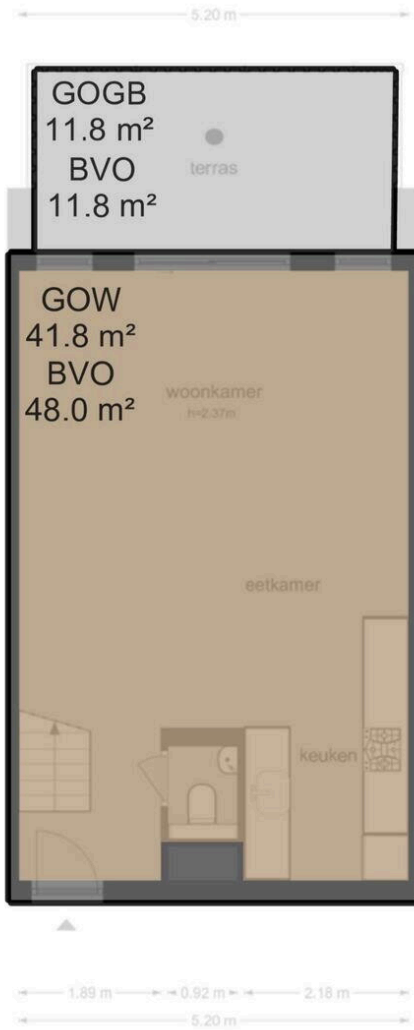 5.20 m
GOGB
11.8 m²
BVO
11.8 m²
terras
GOW
41.8 m²
BVO
48.0 m²
woonkamer
h=2.37m
eetkamer
keuken
1.89 m
0.92 m
2.18 m
5.20 m